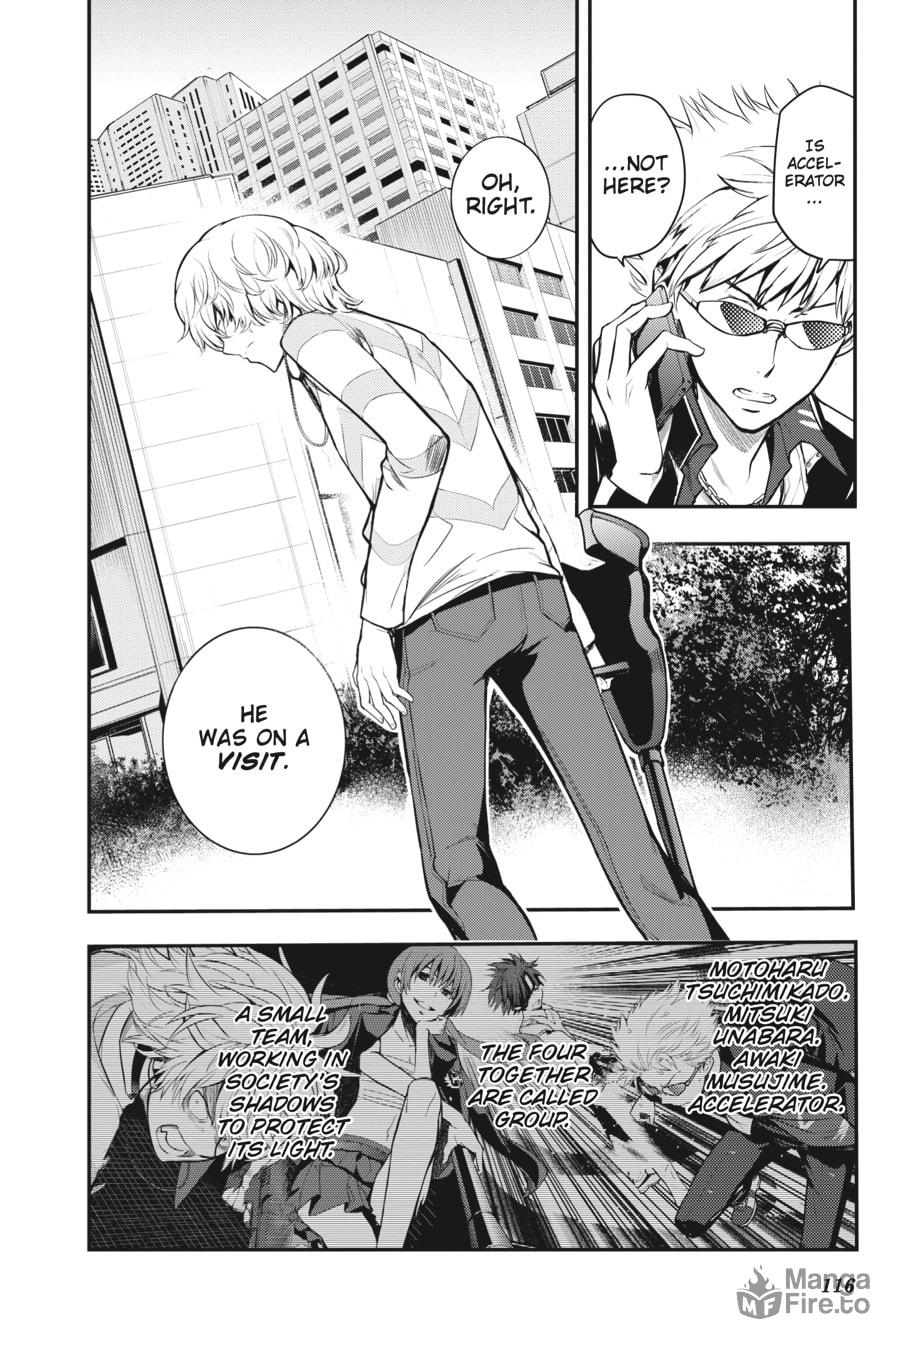 IS
ACCEL-
ERATOR
...
...NOT
HERE?
OH,
RIGHT.
HE
WAS ON A
VISIT.
MOTOHARU
TSUCHIMIKADO.
MITSUKI
UNABARA.
AWAKI
MUSUJIME.
ACCELERATOR.
THE FOUR
TOGETHER
ARE CALLED
GROUP.
A SMALL
TEAM,
WORKING IN
SOCIETY'S
SHADOWS
TO PROTECT
ITS LIGHT.
116
MF
Manga
Fire.to